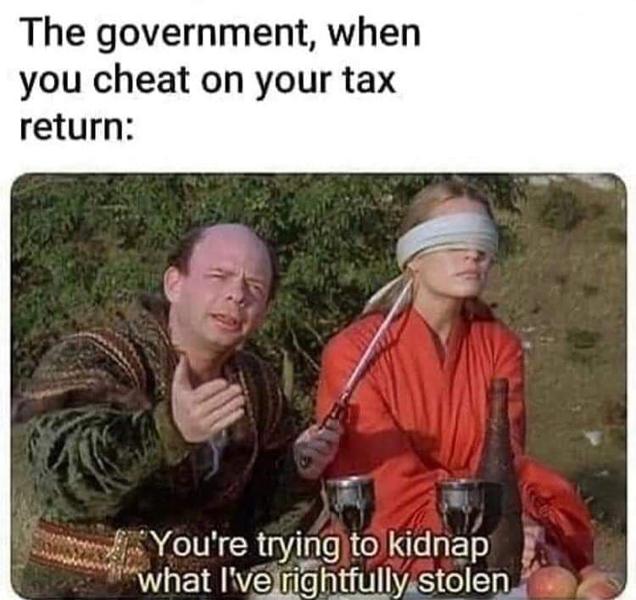 The government, when
you cheat on your tax
return:
You're trying to kidnap
what I've rightfully stolen